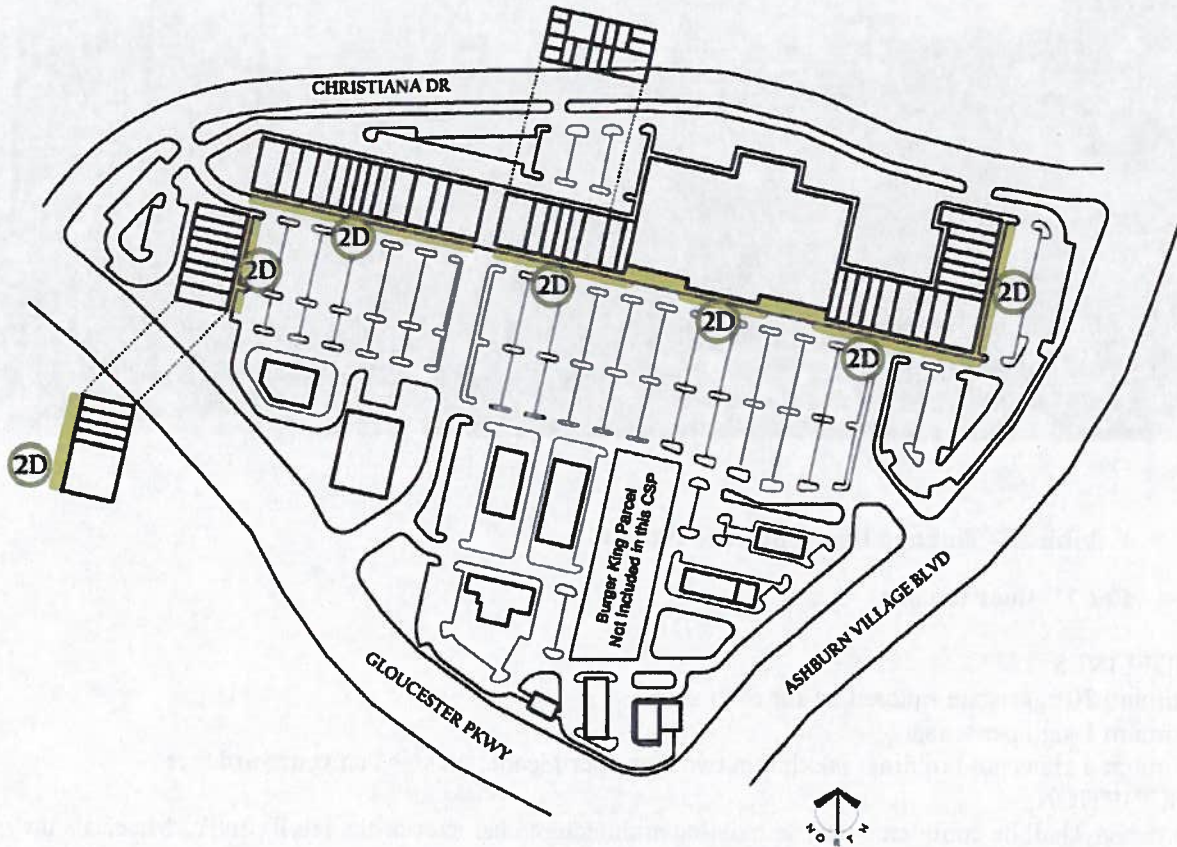 CHRISTIANA DR
2D
2D
2D
2D
2D
2D
2D
Burger King Parcel
Not Included in this CSP
GLOUCESTER PKWY
ASHBURN VILLAGE BLVD
NORTH